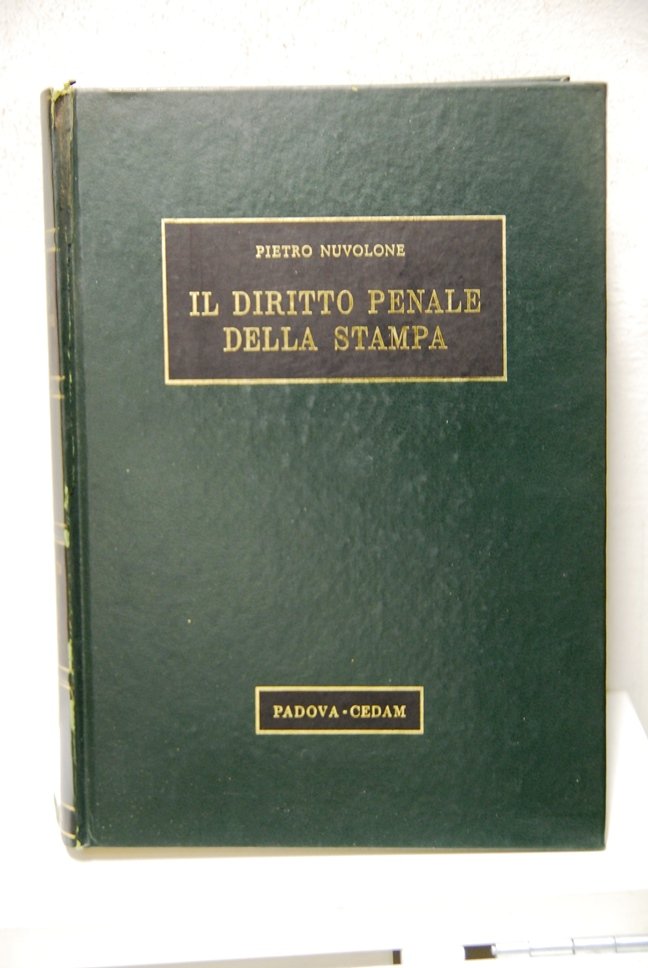 PIETRO NUVOLONE
IL DIRITTO PENALE
DELLA STAMPA
PADOVA - CEDAM